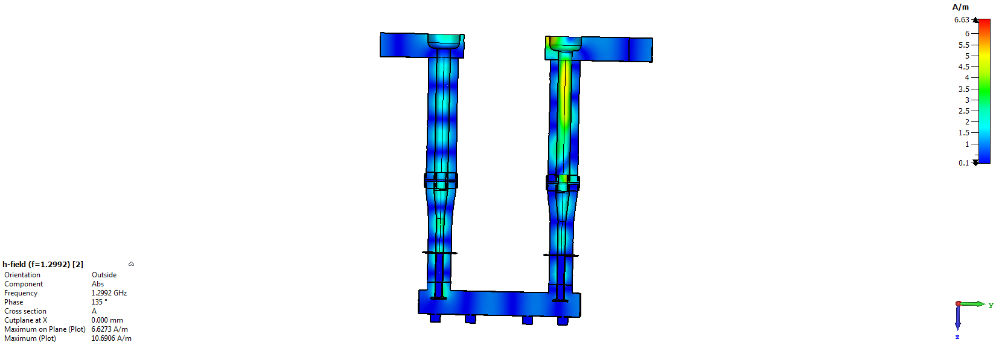 A/m
6.63
6
5.5
5
4.5
4
3.5
3
2.5
2
1.5
1
0.1
h-field (f=1.2992) [2]
Orientation Outside
Component Abs
Frequency 1.2992 GHz
Phase 135 °
Cross section A
Cutplane at X 0.000 mm
Maximum on Plane (Plot) 6.6273 A/m
Maximum (Plot) 10.6906 A/m
y
z